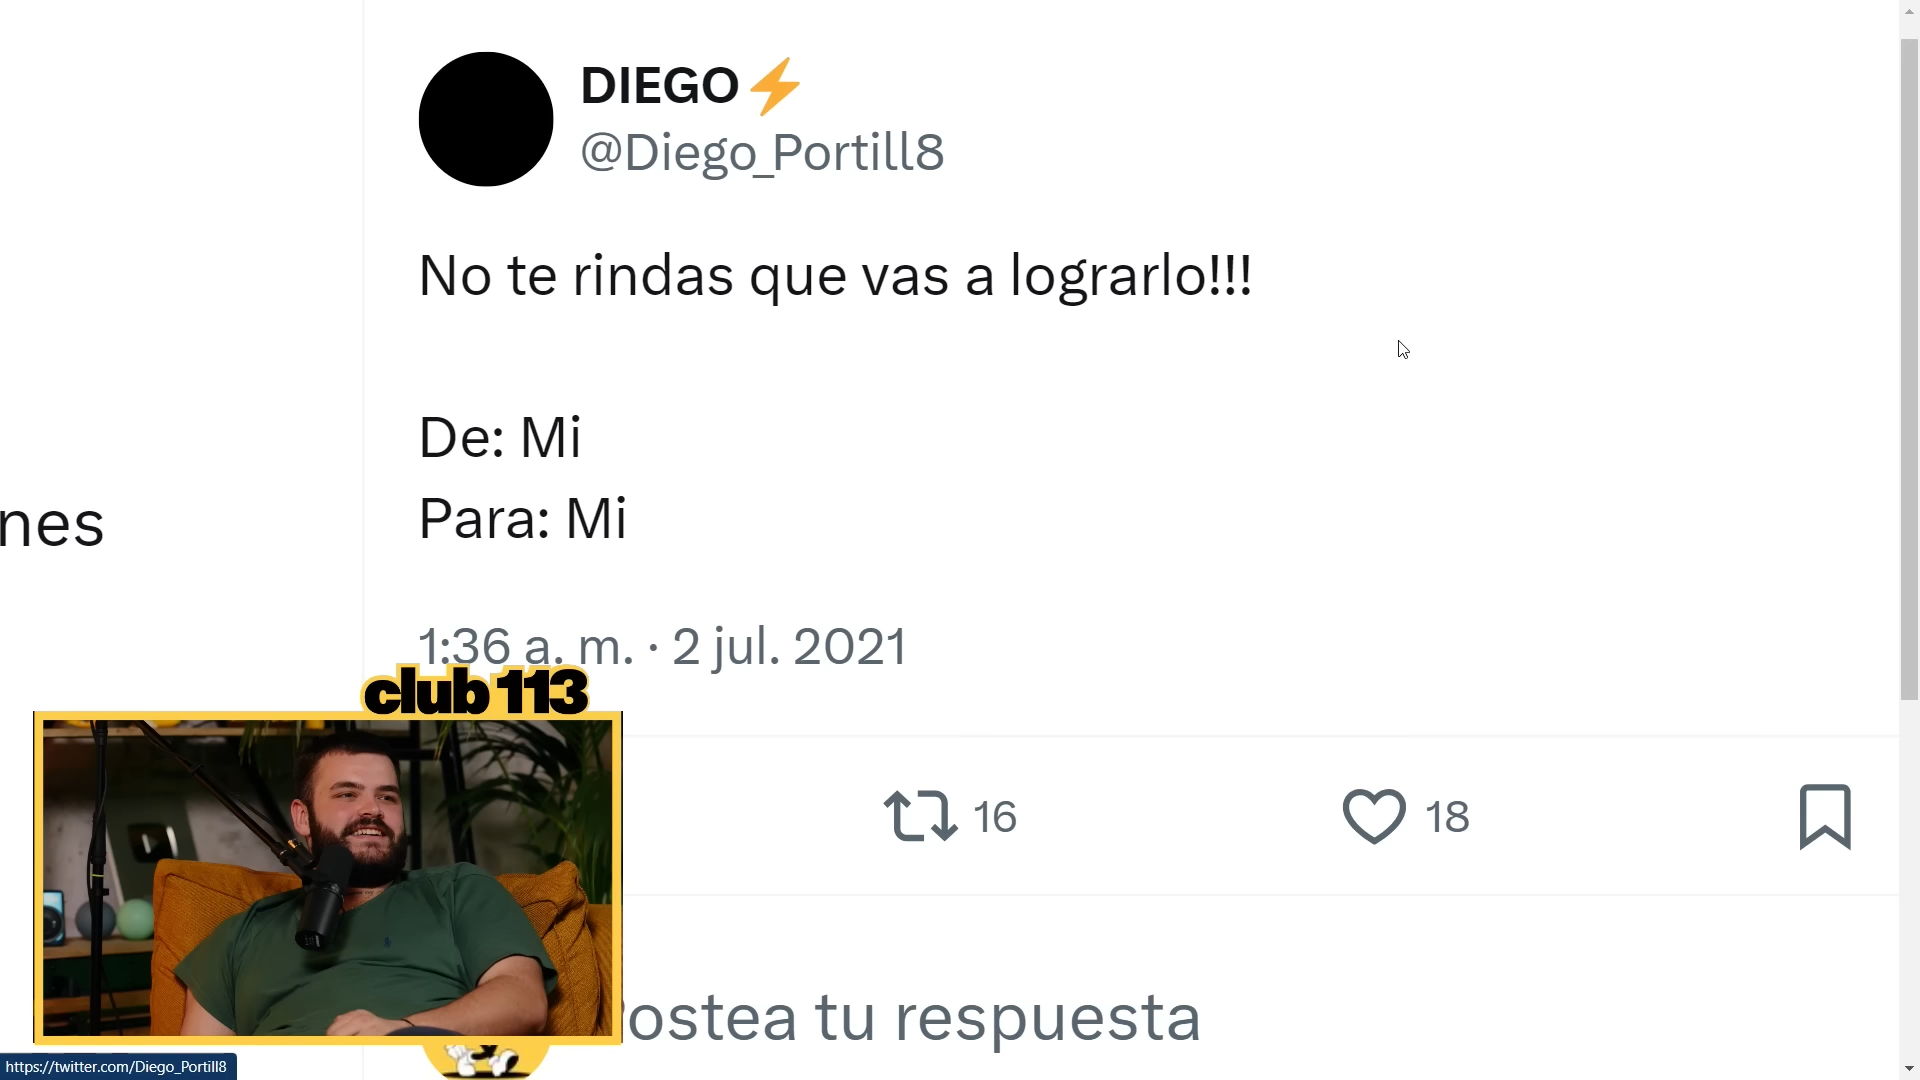 DIEGO⚡
@Diego_Portill8
No te rindas que vas a lograrlo!!!
De: Mi
Para: Mi
nes
1:36 a. m. · 2 jul. 2021
club 113
16
18
Postea tu respuesta
https://twitter.com/Diego_Portill8